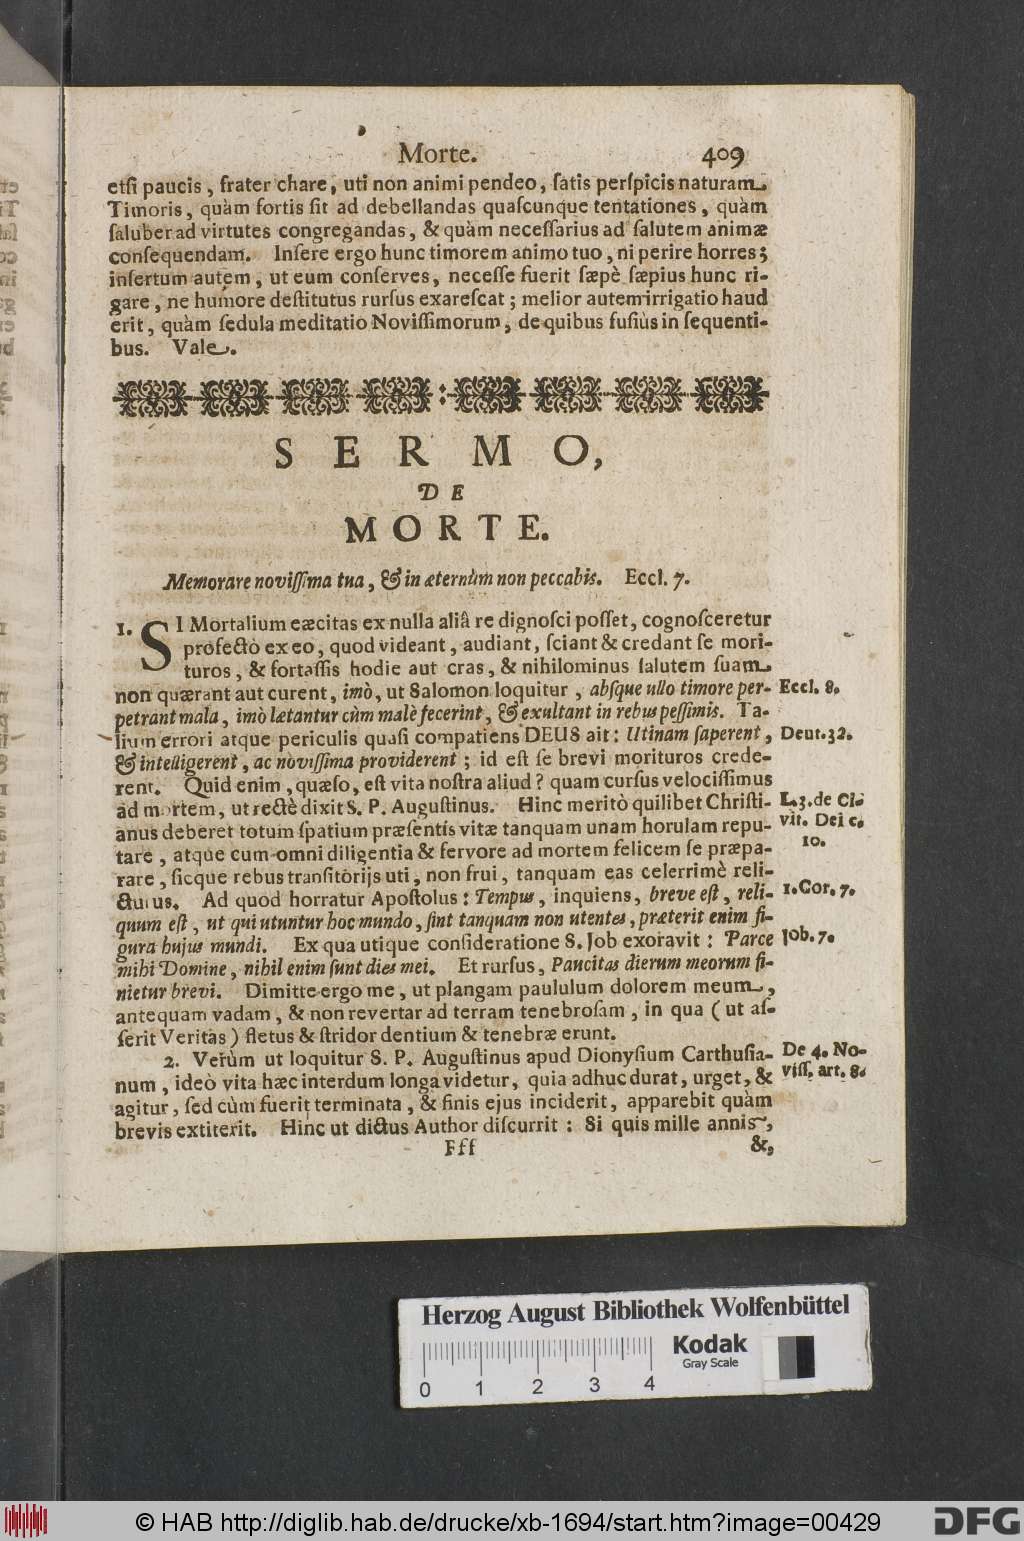 Morte. 409
etſi paucis, frater chare, uti non animi pendeo, ſatis perſpicis naturam
Timoris, quàm fortis ſit ad debellandas quaſcunque tentationes, quàm
ſaluber ad virtutes congregandas, & quàm neceſſarius ad ſalutem animæ
conſequendam. Inſere ergo hunc timorem animo tuo, ni perire horres;
inſertum autem, ut eum conſerves, neceſſe fuerit ſæpè ſæpius hunc ri-
gare, ne humore deſtitutus rurſus exareſcat; melior autem irrigatio haud
erit, quàm ſedula meditatio Noviſſimorum, de quibus fuſiùs in ſequenti-
bus. Vale.
SERMO,
DE
MORTE.
Memorare noviſſima tua, & in æternùm non peccabis. Eccl. 7.
1. SI Mortalium cæcitas ex nulla aliâ re dignoſci poſſet, cognoſceretur
profectò ex eo, quod videant, audiant, ſciant & credant ſe mori-
turos, & fortaſſis hodie aut cras, & nihilominus ſalutem ſuam
non quærant aut curent, imò, ut Salomon loquitur, abſque ullo timore per- Eccl. 8.
petrant mala, imò lætantur cùm malè fecerint, & exultant in rebus peſſimis. Ta-
lium errori atque periculis quaſi compatiens DEUS ait: Utinam ſaperent, Deut. 32.
& intelligerent, ac noviſſima providerent; id eſt ſe brevi morituros crede-
rent. Quid enim, quæſo, eſt vita noſtra aliud? quam curſus velociſſimus
ad mortem, ut rectè dixit S. P. Auguſtinus. Hinc meritò quilibet Chriſti- L. 3. de Ci-
anus deberet totum ſpatium præſentis vitæ tanquam unam horulam repu- vit. Dei c.
tare, atque cum omni diligentia & fervore ad mortem felicem ſe præpa- 10.
rare, ſicque rebus tranſitorijs uti, non frui, tanquam eas celerrimè reli-
cturus. Ad quod horratur Apoſtolus: Tempus, inquiens, breve eſt, reli- 1. Cor. 7.
quum eſt, ut qui utuntur hoc mundo, ſint tanquam non utentes, præterit enim fi-
gura hujus mundi. Ex qua utique conſideratione S. Job exoravit: Parce Job. 7.
mihi Domine, nihil enim ſunt dies mei. Et rurſus, Paucitas dierum meorum fi-
nietur brevi. Dimitte ergo me, ut plangam paululum dolorem meum,
antequam vadam, & non revertar ad terram tenebroſam, in qua (ut aſ-
ſerit Veritas) fletus & ſtridor dentium & tenebræ erunt.
2. Verùm ut loquitur S. P. Auguſtinus apud Dionyſium Carthuſia- De 4. No-
num, ideò vita hæc interdum longa videtur, quia adhuc durat, urget, & viſſ. art. 8.
agitur, ſed cùm fuerit terminata, & finis ejus inciderit, apparebit quàm
brevis extiterit. Hinc ut dictus Author diſcurrit: Si quis mille annis,
Fff &,
Herzog August Bibliothek Wolfenbüttel
Kodak
Gray Scale
0 1 2 3 4
© HAB http://diglib.hab.de/drucke/xb-1694/start.htm?image=00429
DFG